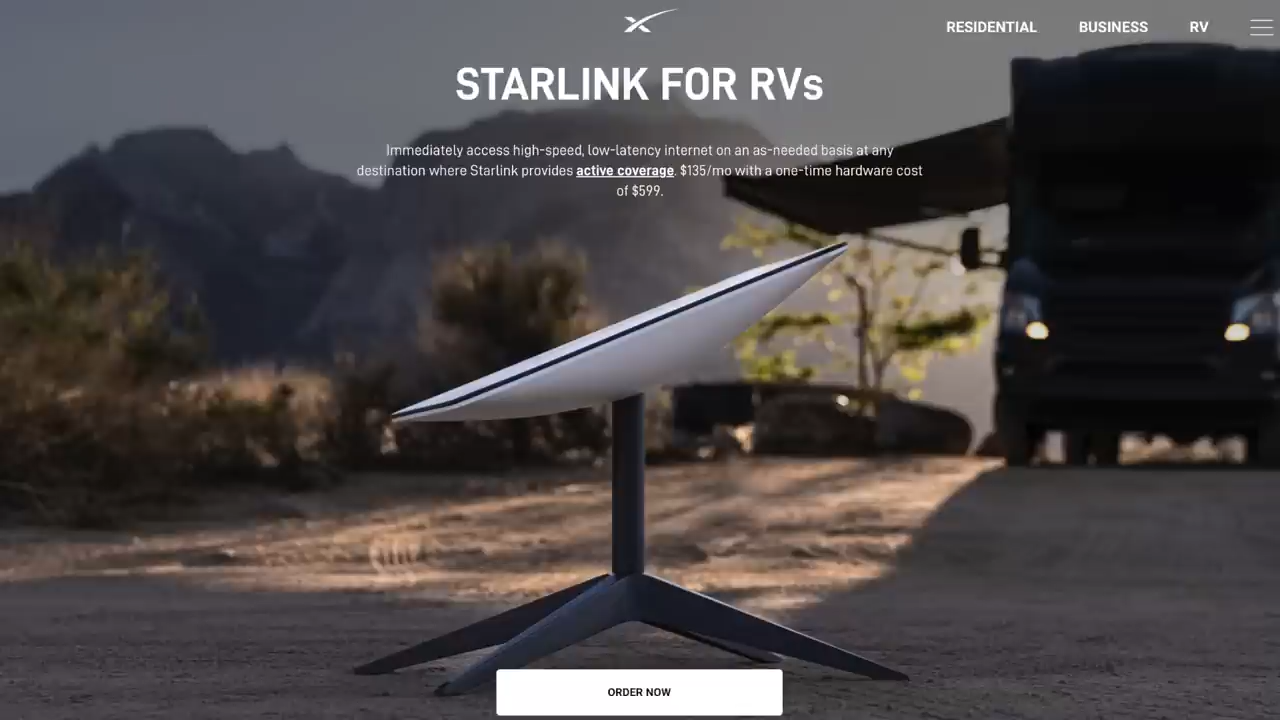 RESIDENTIAL BUSINESS RV
STARLINK FOR RVs
Immediately access high-speed, low-latency internet on an as-needed basis at any
destination where Starlink provides active coverage. $135/mo with a one-time hardware cost
of $599.
ORDER NOW